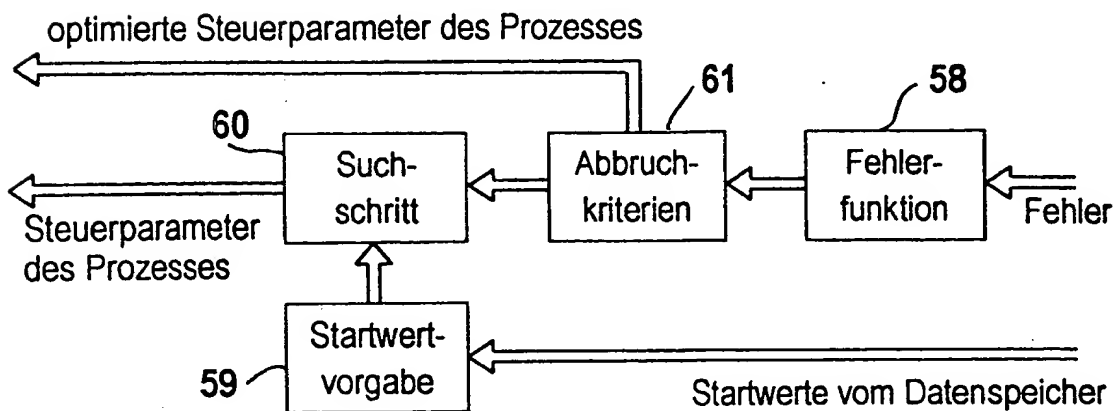 optimierte Steuerparameter des Prozesses
61
58
60
Such-
schritt
Abbruch-
kriterien
Fehler-
funktion
Fehler
Steuerparameter
des Prozesses
Startwert-
vorgabe
59
Startwerte vom Datenspeicher